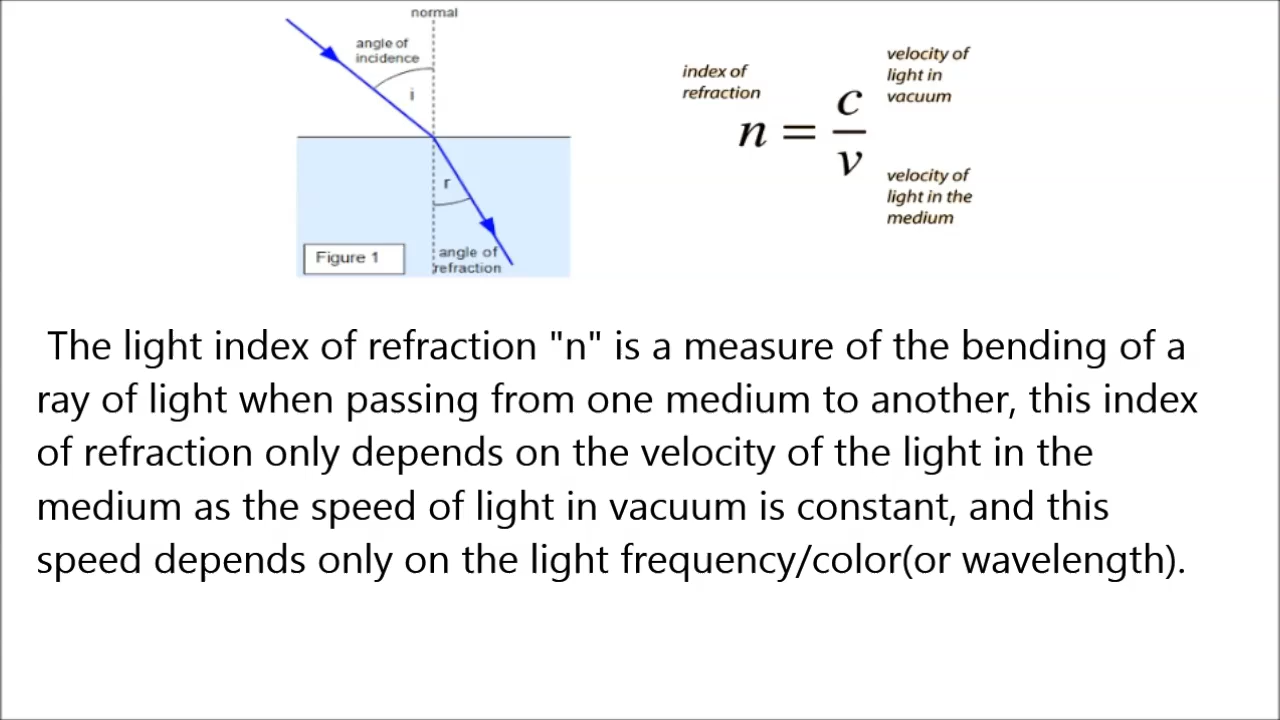 normal
angle of
incidence
i
r
Figure 1
angle of
refraction
index of
refraction
n = c/v
velocity of
light in
vacuum
velocity of
light in the
medium
The light index of refraction "n" is a measure of the bending of a
ray of light when passing from one medium to another, this index
of refraction only depends on the velocity of the light in the
medium as the speed of light in vacuum is constant, and this
speed depends only on the light frequency/color(or wavelength).